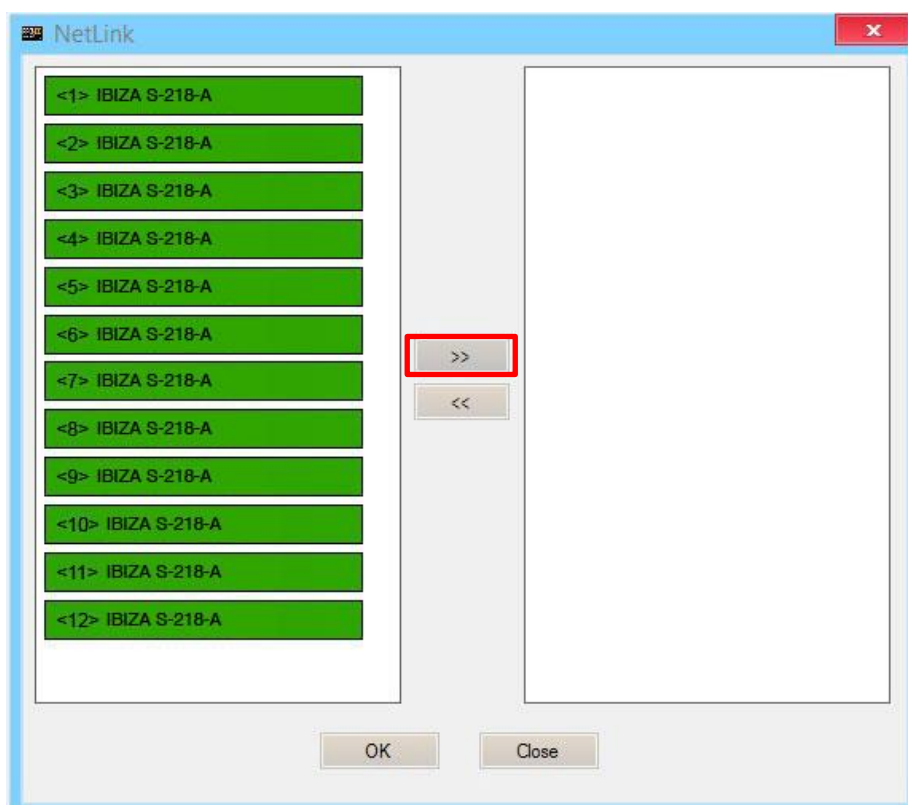 NetLink
<1> IBIZA S-218-A
<2> IBIZA S-218-A
<3> IBIZA S-218-A
<4> IBIZA S-218-A
<5> IBIZA S-218-A
<6> IBIZA S-218-A
>>
<7> IBIZA S-218-A
<<
<8> IBIZA S-218-A
<9> IBIZA S-218-A
<10> IBIZA S-218-A
<11> IBIZA S-218-A
<12> IBIZA S-218-A
OK
Close